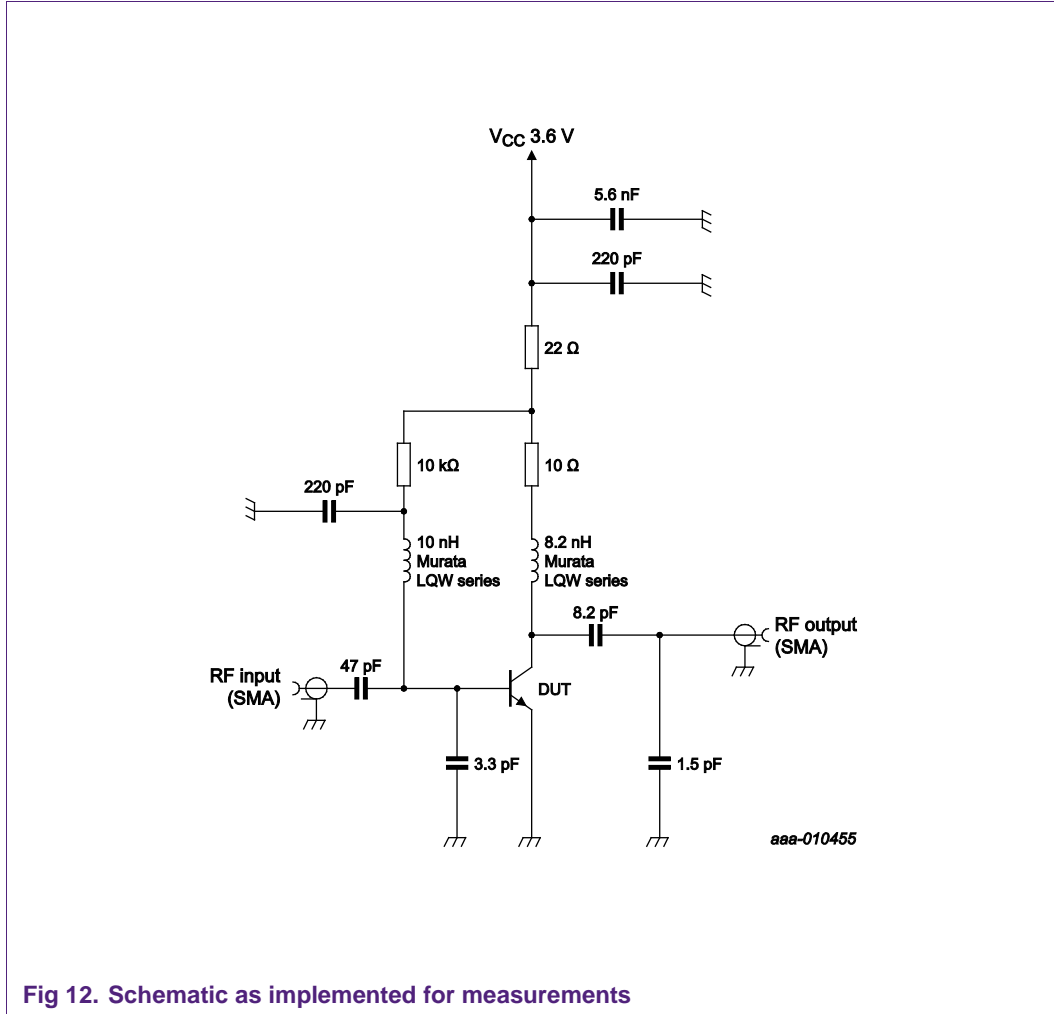 VCC 3.6 V
5.6 nF
220 pF
22 Ω
10 kΩ
10 Ω
220 pF
10 nH
Murata
LQW series
8.2 nH
Murata
LQW series
8.2 pF
RF output
(SMA)
47 pF
RF input
(SMA)
DUT
3.3 pF
1.5 pF
aaa-010455
Fig 12. Schematic as implemented for measurements